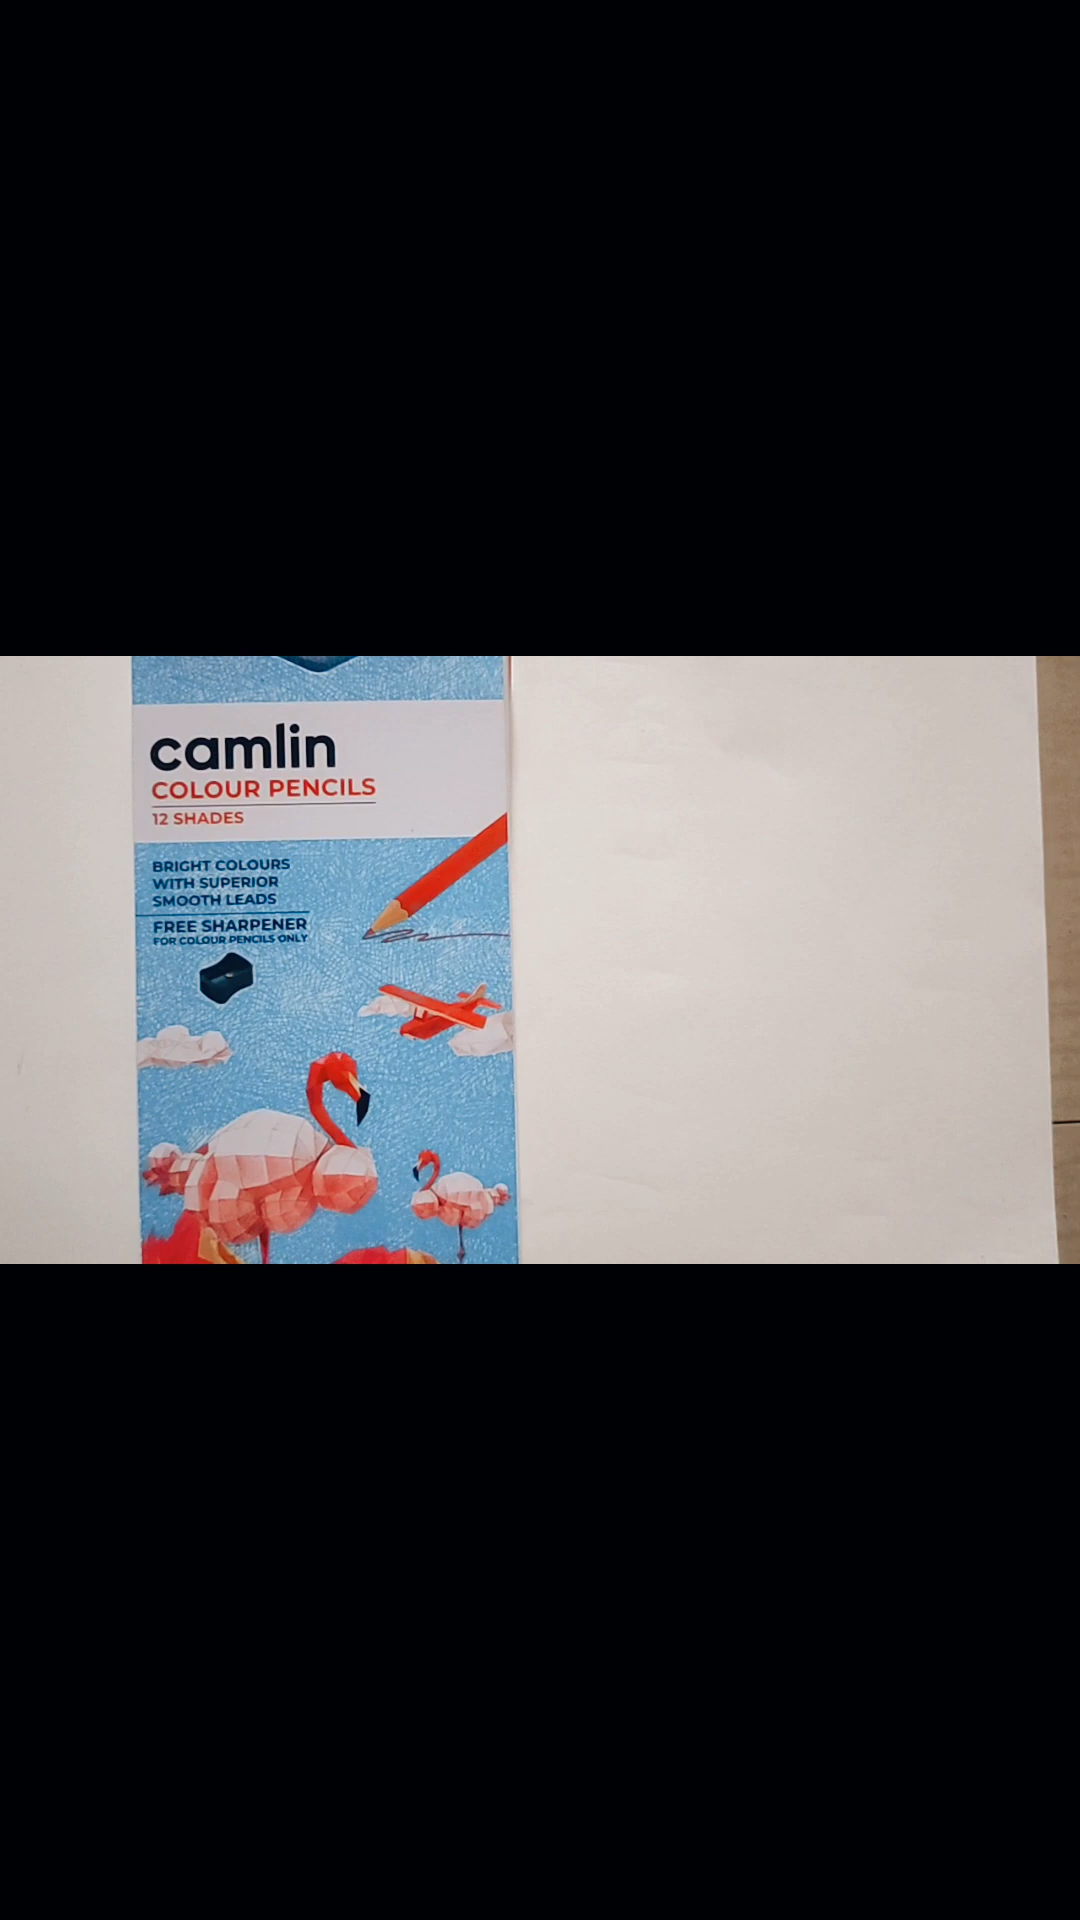 camlin
COLOUR PENCILS
12 SHADES
BRIGHT COLOURS
WITH SUPERIOR
SMOOTH LEADS
FREE SHARPENER
FOR COLOUR PENCILS ONLY